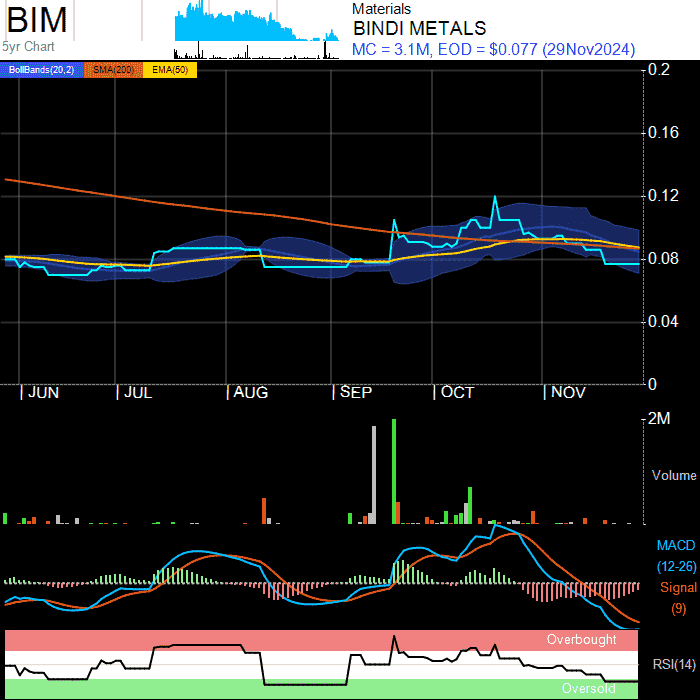 BIM
5yr Chart
Materials
BINDI METALS
MC = 3.1M, EOD = $0.077 (29Nov2024)
BollBands(20,2) SMA(200) EMA(50)
0.2
0.16
0.12
0.08
0.04
0
JUN JUL AUG SEP OCT NOV
2M
Volume
MACD
(12-26)
Signal
(9)
Overbought
RSI(14)
Oversold